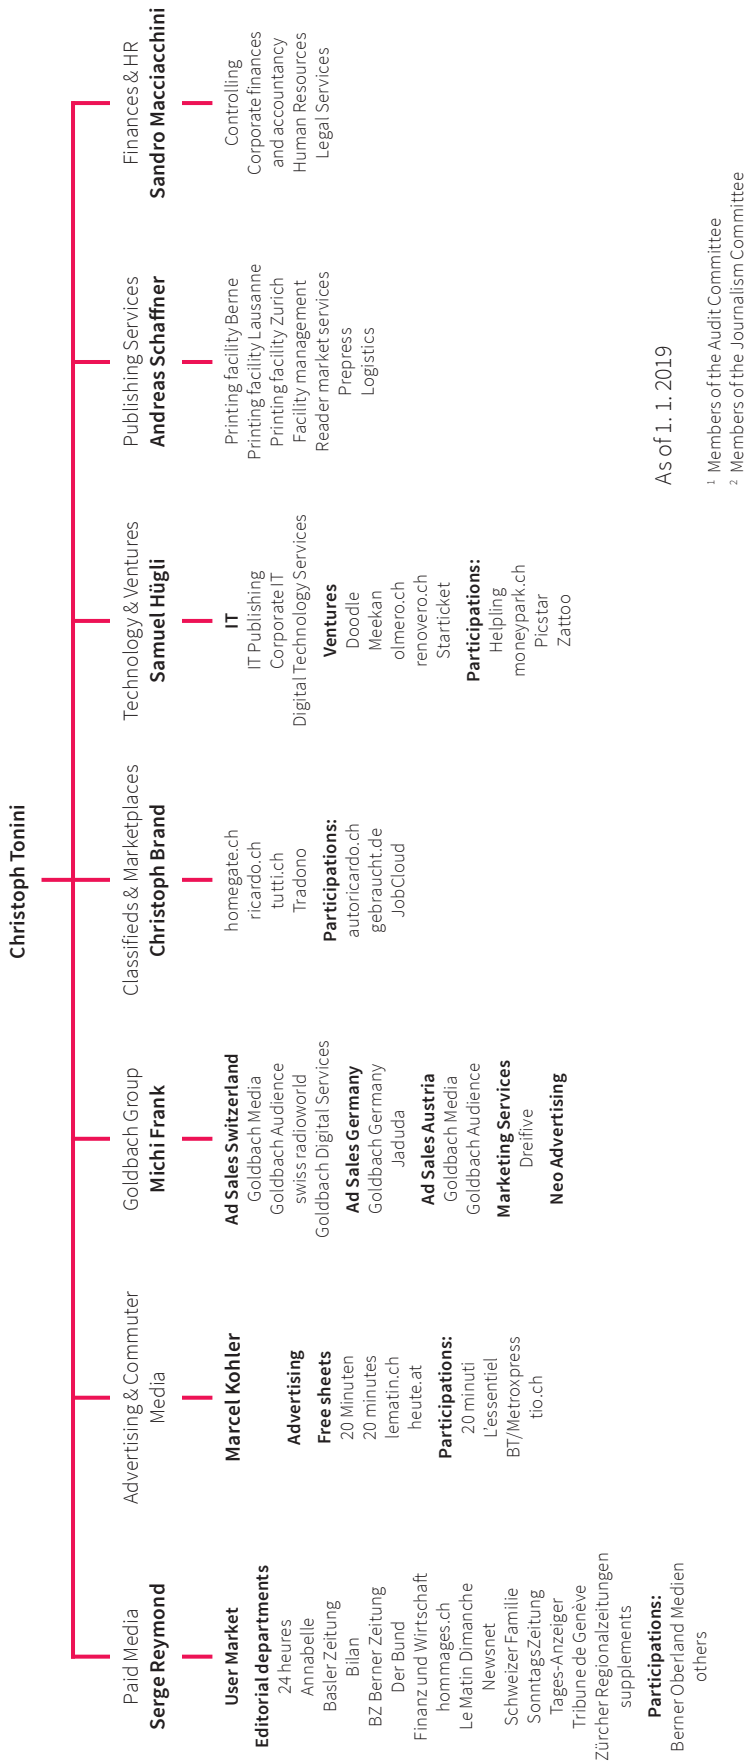 Christoph Tonini
Paid Media
Serge Reymond
User Market
Editorial departments
24 heures
Annabelle
Basler Zeitung
Bilan
BZ Berner Zeitung
Der Bund
Finanz und Wirtschaft
hommages.ch
Le Matin Dimanche
Newsnet
Schweizer Familie
SonntagsZeitung
Tages-Anzeiger
Tribune de Genève
Zürcher Regionalzeitungen
supplements
Participations:
Berner Oberland Medien
others
Advertising & Commuter
Media
Marcel Kohler
Advertising
Free sheets
20 Minuten
20 minutes
lematin.ch
heute.at
Participations:
20 minuti
L'essentiel
BT/Metroxpress
tio.ch
Goldbach Group
Michi Frank
Ad Sales Switzerland
Goldbach Media
Goldbach Audience
swiss radioworld
Goldbach Digital Services
Ad Sales Germany
Goldbach Germany
Jaduda
Ad Sales Austria
Goldbach Media
Goldbach Audience
Marketing Services
Dreifive
Neo Advertising
Classifieds & Marketplaces
Christoph Brand
homegate.ch
ricardo.ch
tutti.ch
Tradono
Participations:
autoricardo.ch
gebraucht.de
JobCloud
Technology & Ventures
Samuel Hügli
IT
IT Publishing
Corporate IT
Digital Technology Services
Ventures
Doodle
Meekan
olmero.ch
renovero.ch
Starticket
Participations:
Helpling
moneypark.ch
Picstar
Zattoo
Publishing Services
Andreas Schaffner
Printing facility Berne
Printing facility Lausanne
Printing facility Zurich
Facility management
Reader market services
Prepress
Logistics
Finances & HR
Sandro Macciacchini
Controlling
Corporate finances
and accountancy
Human Resources
Legal Services
As of 1. 1. 2019
1 Members of the Audit Committee
2 Members of the Journalism Committee